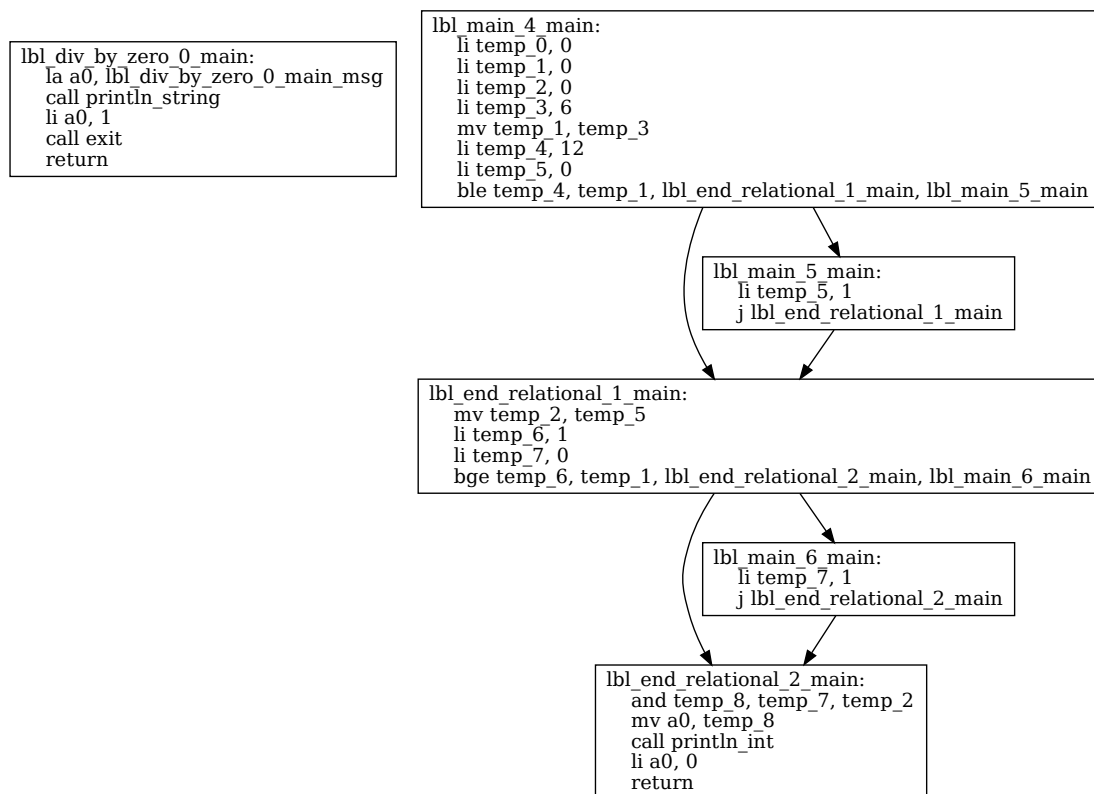 lbl_div_by_zero_0_main:
la a0, lbl_div_by_zero_0_main_msg
call println_string
li a0, 1
call exit
return
lbl_main_4_main:
li temp_0, 0
li temp_1, 0
li temp_2, 0
li temp_3, 6
mv temp_1, temp_3
li temp_4, 12
li temp_5, 0
ble temp_4, temp_1, lbl_end_relational_1_main, lbl_main_5_main
lbl_main_5_main:
li temp_5, 1
j lbl_end_relational_1_main
lbl_end_relational_1_main:
mv temp_2, temp_5
li temp_6, 1
li temp_7, 0
bge temp_6, temp_1, lbl_end_relational_2_main, lbl_main_6_main
lbl_main_6_main:
li temp_7, 1
j lbl_end_relational_2_main
lbl_end_relational_2_main:
and temp_8, temp_7, temp_2
mv a0, temp_8
call println_int
li a0, 0
return